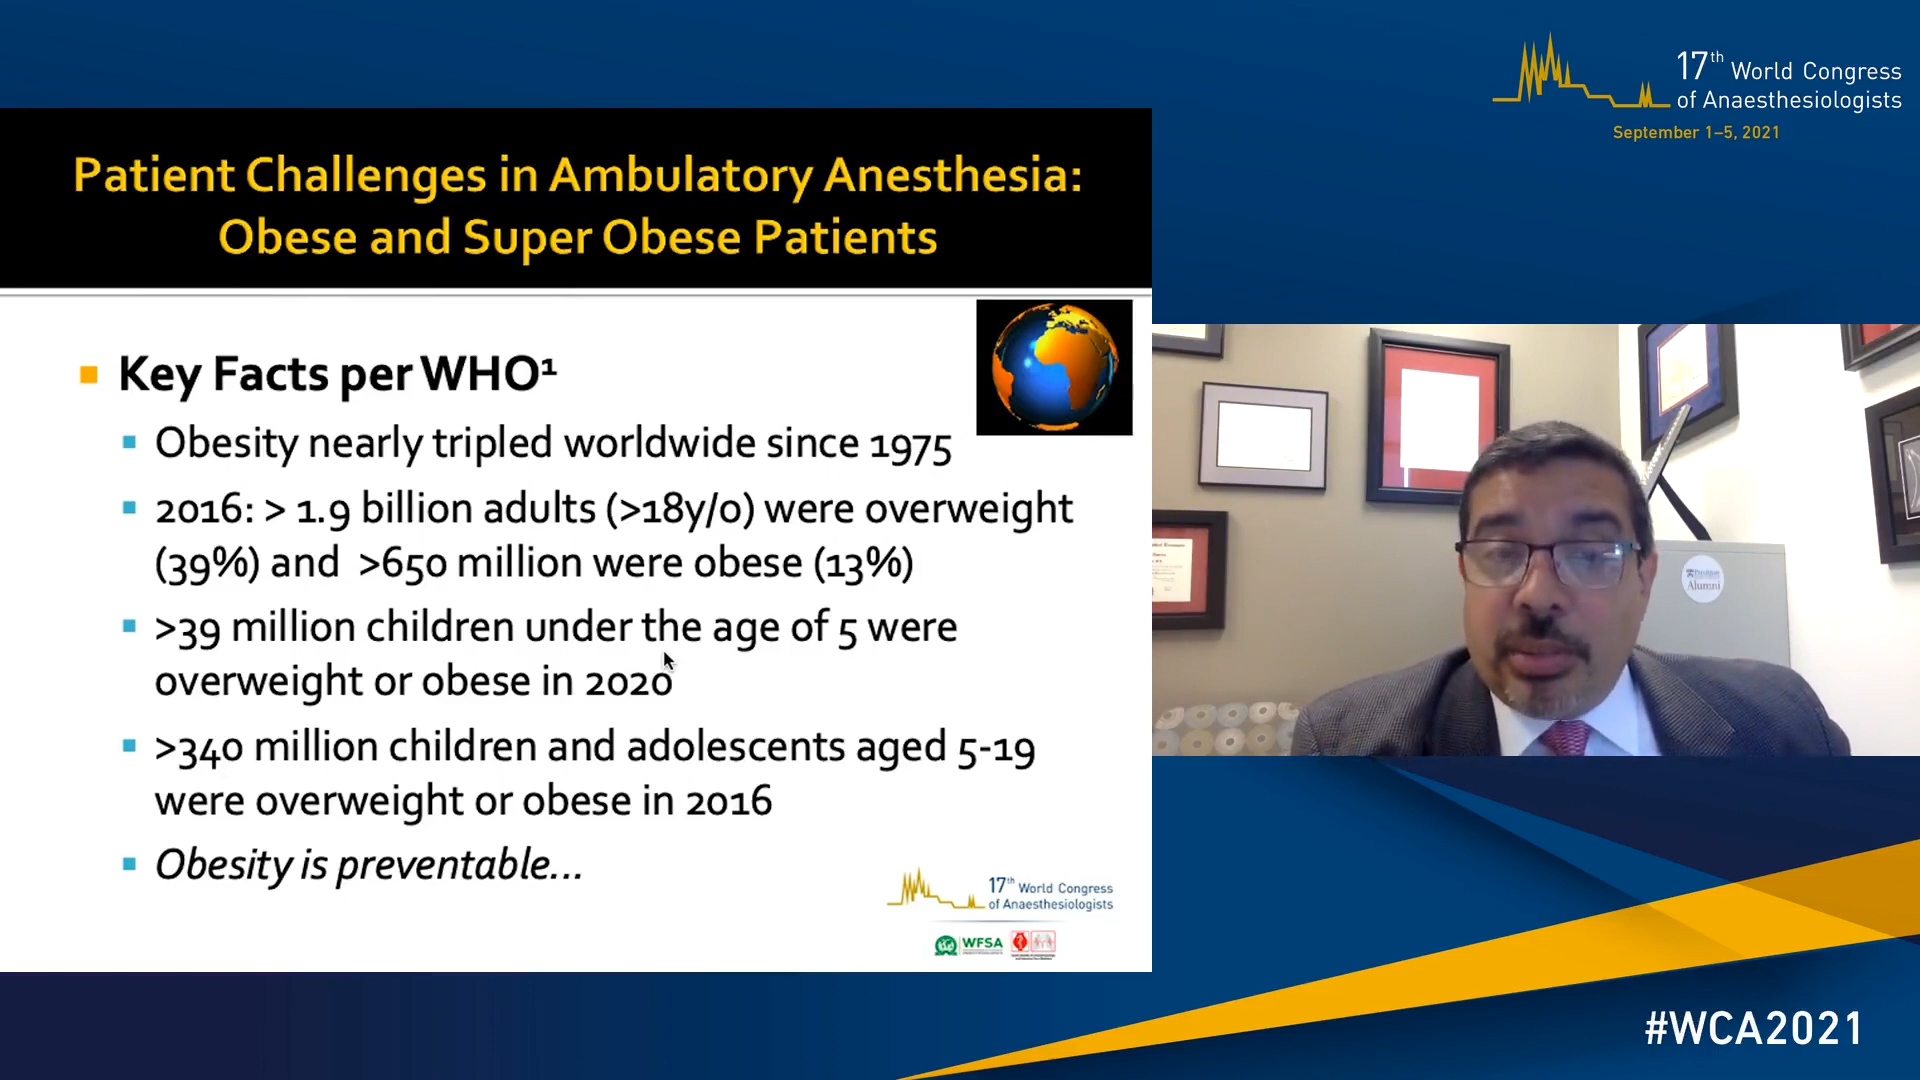 17th World Congress
of Anaesthesiologists
September 1–5, 2021
Patient Challenges in Ambulatory Anesthesia:
Obese and Super Obese Patients
Key Facts per WHO¹
Obesity nearly tripled worldwide since 1975
2016: > 1.9 billion adults (>18y/o) were overweight
(39%) and >650 million were obese (13%)
>39 million children under the age of 5 were
overweight or obese in 2020
>340 million children and adolescents aged 5-19
were overweight or obese in 2016
Obesity is preventable...
17th World Congress
of Anaesthesiologists
WFSA
Alumni
#WCA2021